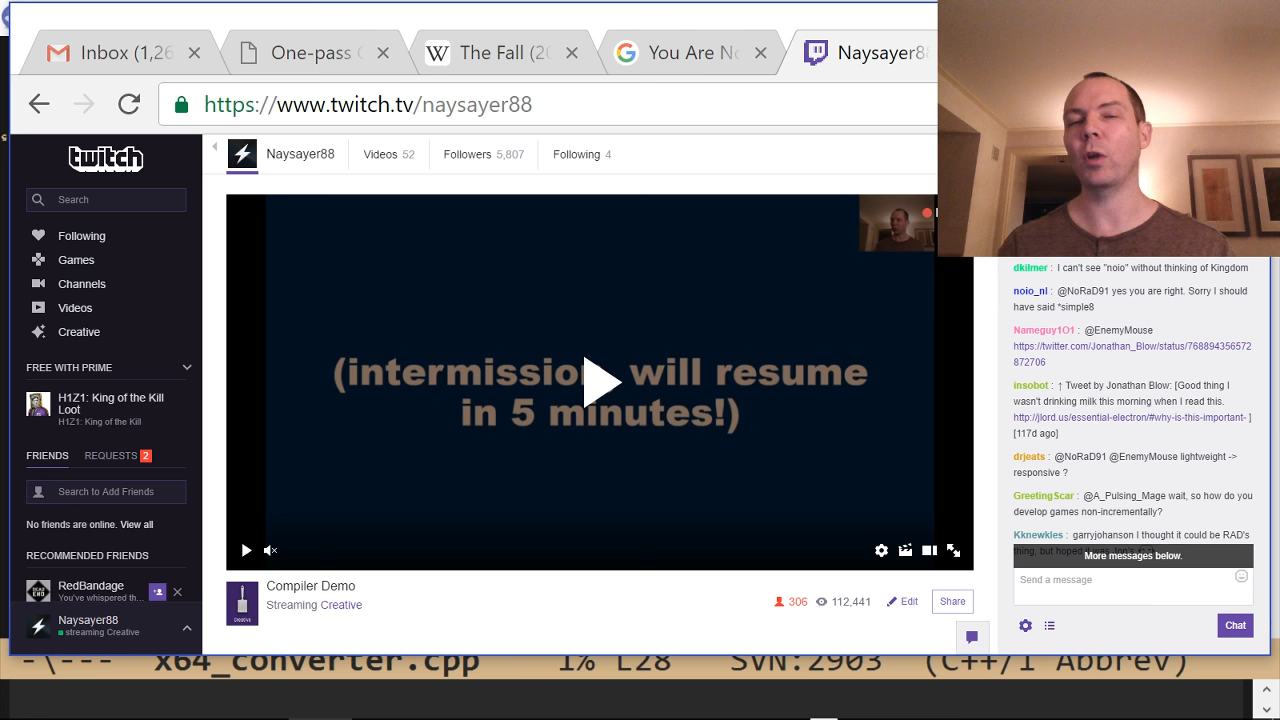 Inbox (1,26
One-pass
The Fall (20
You Are No
Naysayer88
https://www.twitch.tv/naysayer88
twitch
Naysayer88
Videos 52
Followers 5,807
Following 4
Search
Following
Games
Channels
Videos
Creative
FREE WITH PRIME
H1Z1: King of the Kill
Loot
H1Z1: King of the Kill
FRIENDS
REQUESTS 2
Search to Add Friends
No friends are online. View all
RECOMMENDED FRIENDS
RedBandage
You've whispered th...
Naysayer88
streaming Creative
(intermission, will resume
in 5 minutes!)
Compiler Demo
Streaming Creative
306
112,441
Edit
Share
dkilmer : I can't see "noio" without thinking of Kingdom
noio_nl : @NoRaD91 yes you are right. Sorry I should
have said *simple8
Nameguy1O1 : @EnemyMouse
https://twitter.com/Jonathan_Blow/status/768894356572
872706
insobot : ↑ Tweet by Jonathan Blow: [Good thing I
wasn't drinking milk this morning when I read this.
http://jlord.us/essential-electron/#why-is-this-important- ]
[117d ago]
drjeats : @NoRaD91 @EnemyMouse lightweight ->
responsive ?
GreetingScar : @A_Pulsing_Mage wait, so how do you
develop games non-incrementally?
Kknewkles : garryjohanson I thought it could be RAD's
thing, but hoped it was Jon's
More messages below.
Send a message
Chat
-\--- x64_converter.cpp 1% L28 SVN:2903 (C++/l Abbrev)